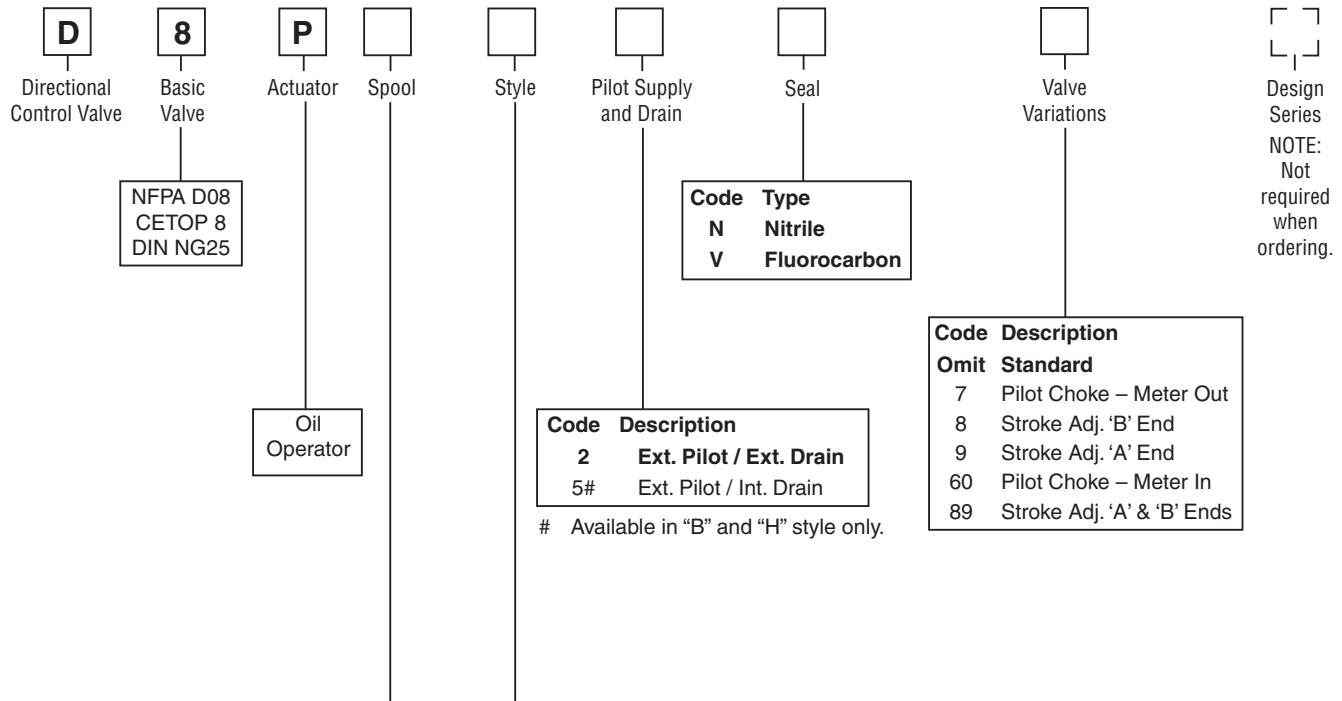 D 8 P
Directional
Control Valve
Basic
Valve
Actuator
Spool
Style
Pilot Supply
and Drain
Seal
Valve
Variations
Design
Series
NOTE:
Not
required
when
ordering.
NFPA D08
CETOP 8
DIN NG25
Code Type
N Nitrile
V Fluorocarbon
Code Description
Omit Standard
7 Pilot Choke – Meter Out
8 Stroke Adj. ‘B’ End
9 Stroke Adj. ‘A’ End
60 Pilot Choke – Meter In
89 Stroke Adj. ‘A’ & ‘B’ Ends
Oil
Operator
Code Description
2 Ext. Pilot / Ext. Drain
5# Ext. Pilot / Int. Drain
# Available in “B” and “H” style only.